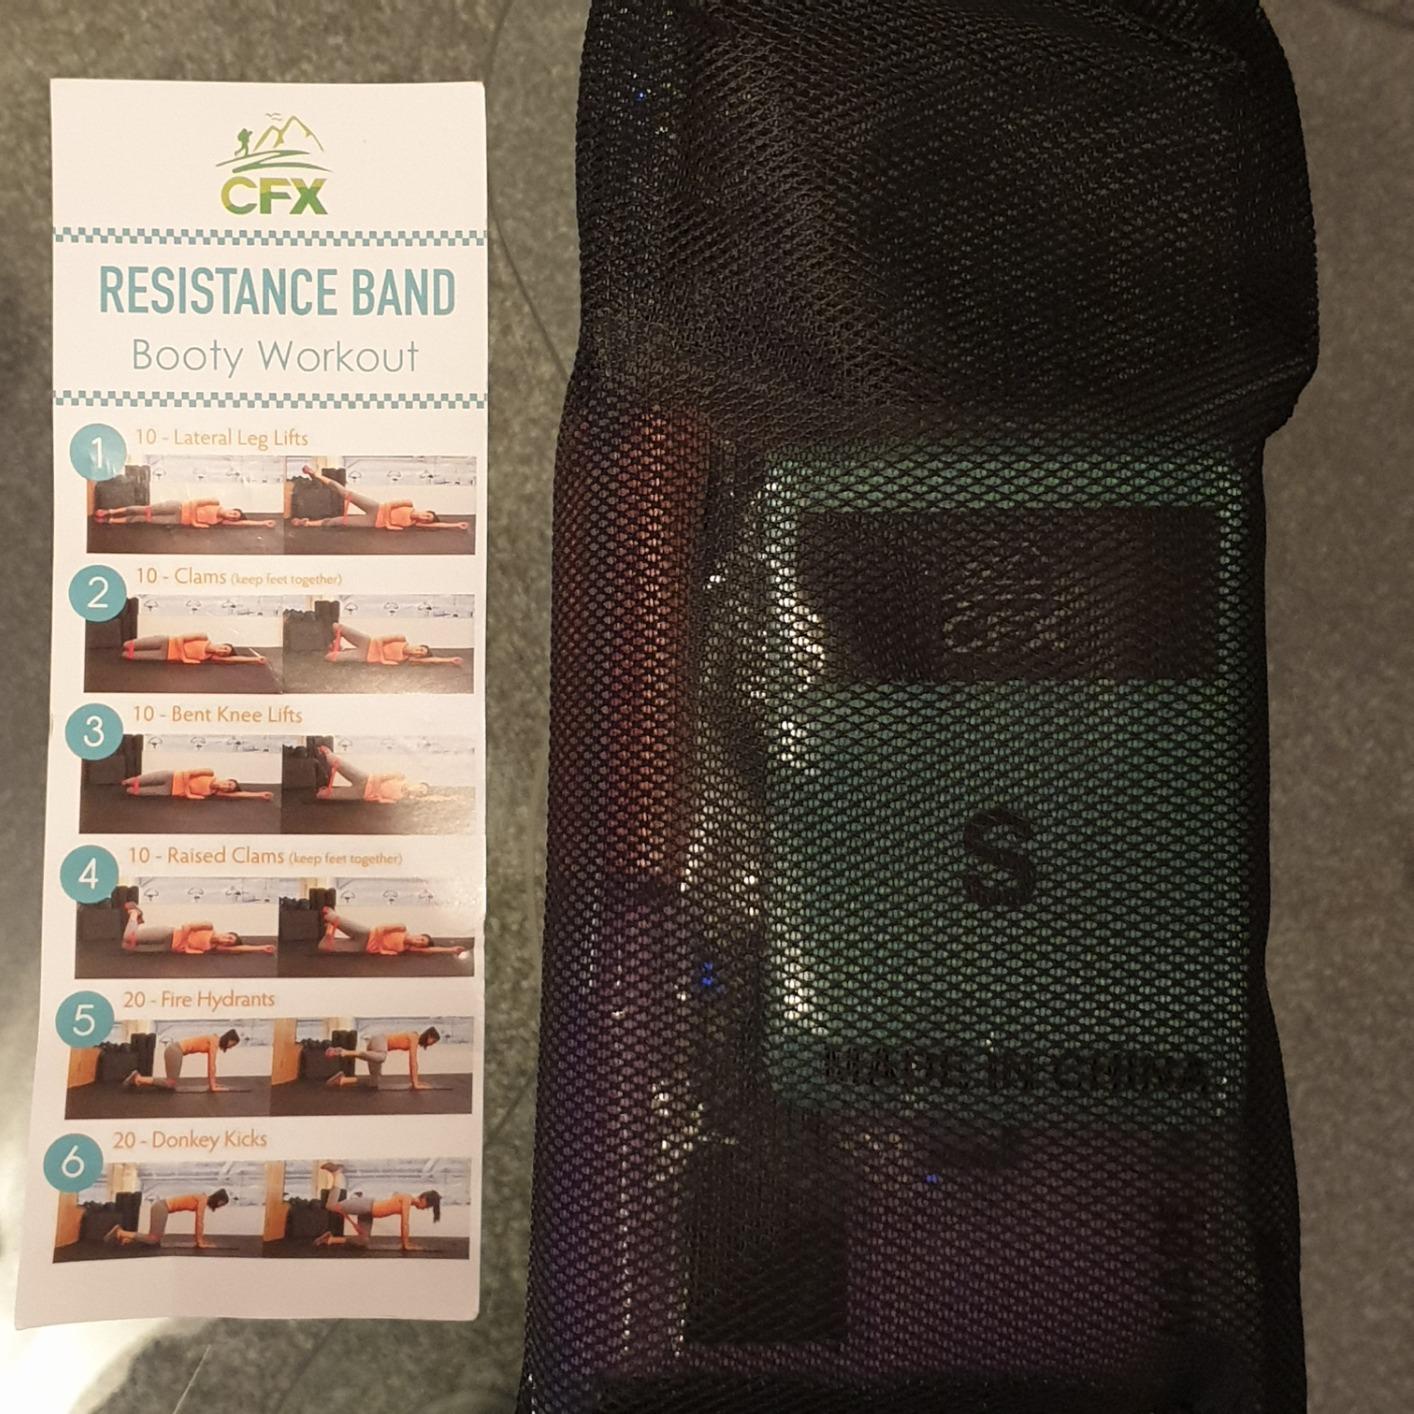 CFX
RESISTANCE BAND
Booty Workout
1
10 - Lateral Leg Lifts
2
10 - Clams (keep feet together)
3
10 - Bent Knee Lifts
4
10 - Raised Clams (keep feet together)
5
20 - Fire Hydrants
6
20 - Donkey Kicks
S
MADE IN CHINA